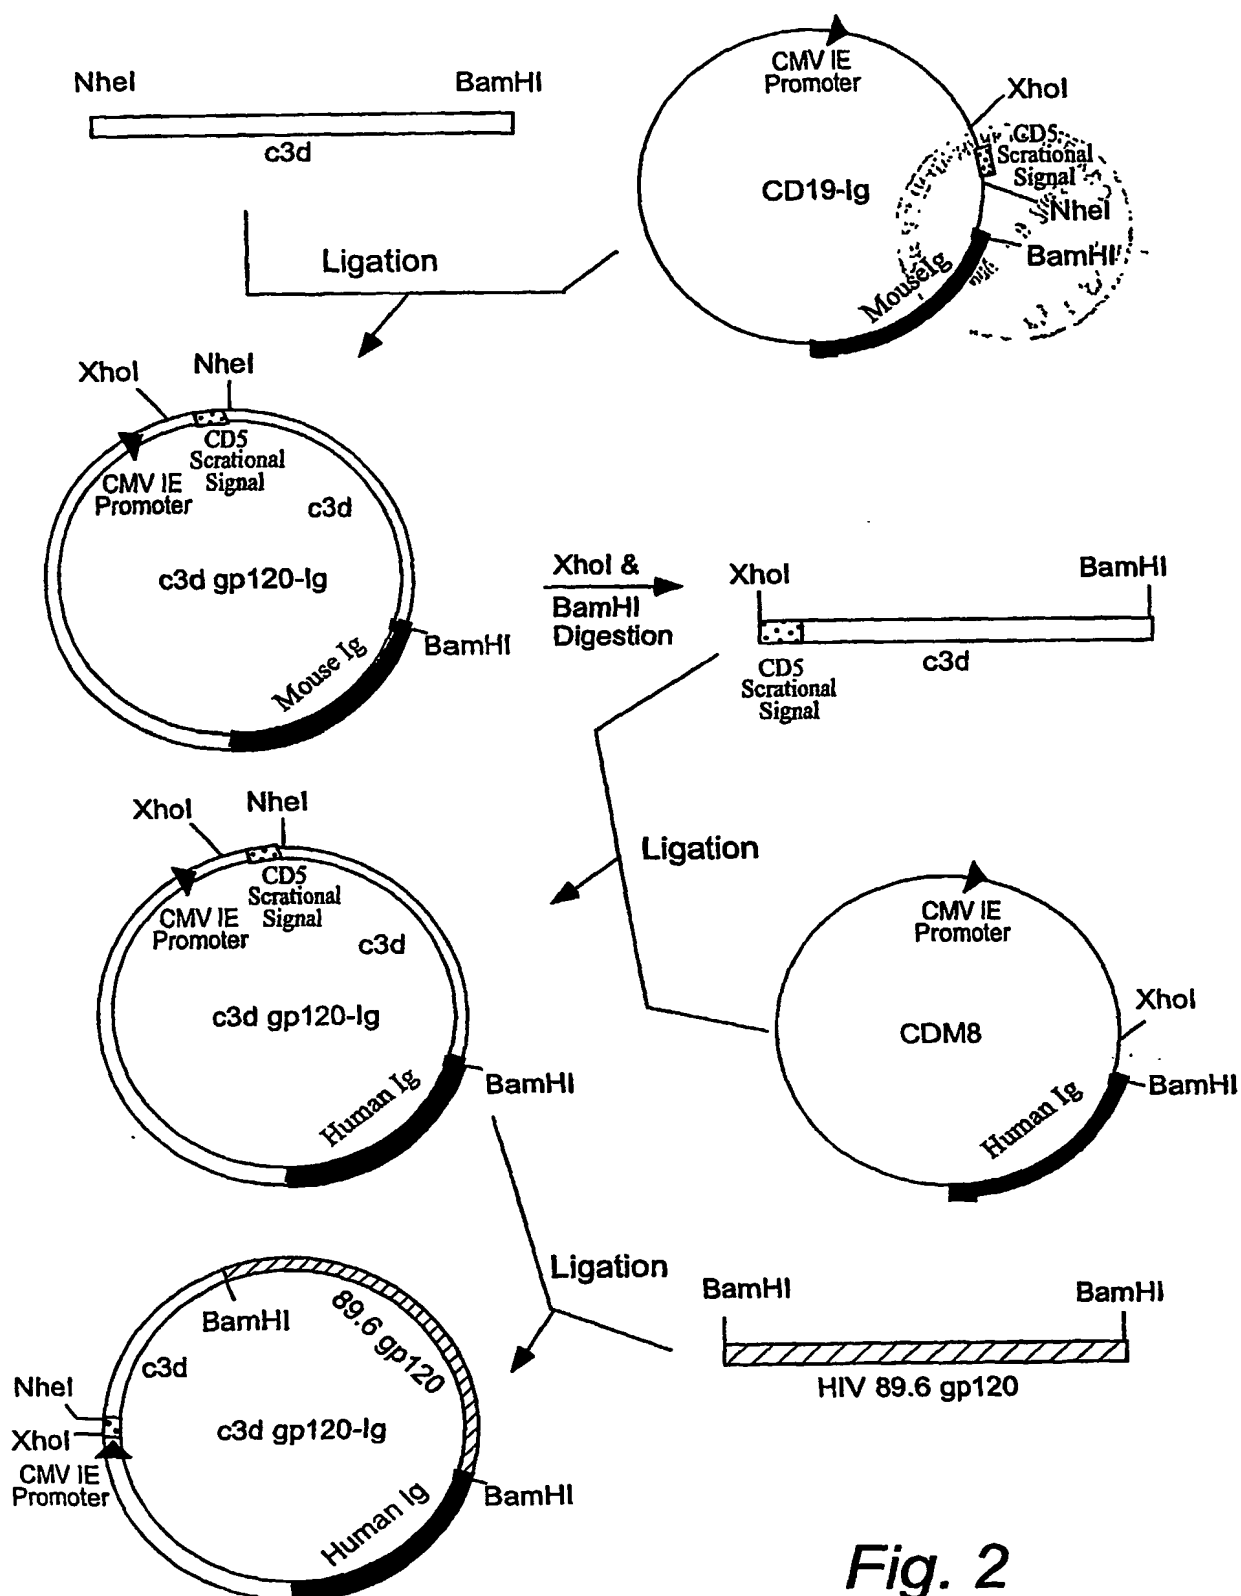 NheI
BamHI
c3d
CMV IE
Promoter
XhoI
CD5
Scrational
Signal
CD19-Ig
NheI
BamHI
MouseIg
Ligation
XhoI
NheI
CD5
Scrational
Signal
CMV IE
Promoter
c3d
c3d gp120-Ig
BamHI
Mouse Ig
XhoI &
BamHI
Digestion
XhoI
BamHI
CD5
Scrational
Signal
c3d
XhoI
NheI
CD5
Scrational
Signal
CMV IE
Promoter
c3d
c3d gp120-Ig
BamHI
Human Ig
Ligation
CMV IE
Promoter
CDM8
XhoI
BamHI
Human Ig
Ligation
BamHI
BamHI
HIV 89.6 gp120
BamHI
89.6 gp120
c3d
NheI
XhoI
CMV IE
Promoter
c3d gp120-Ig
BamHI
Human Ig
Fig. 2